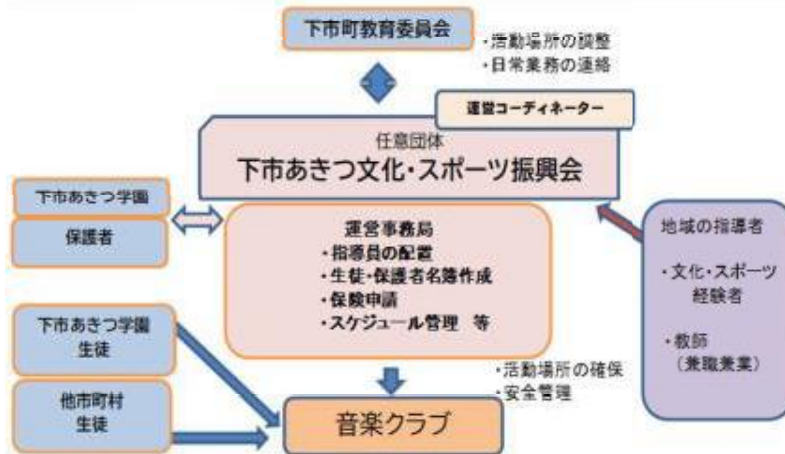 下市町教育委員会
・活動場所の調整
・日常業務の連絡
運営コーディネーター
任意団体
下市あきつ文化・スポーツ振興会
下市あきつ学園
保護者
運営事務局
・指導員の配置
・生徒・保護者名簿作成
・保険申請
・スケジュール管理 等
地域の指導者
・文化・スポーツ
経験者
・教師
（兼職兼業）
下市あきつ学園
生徒
他市町村
生徒
・活動場所の確保
・安全管理
音楽クラブ